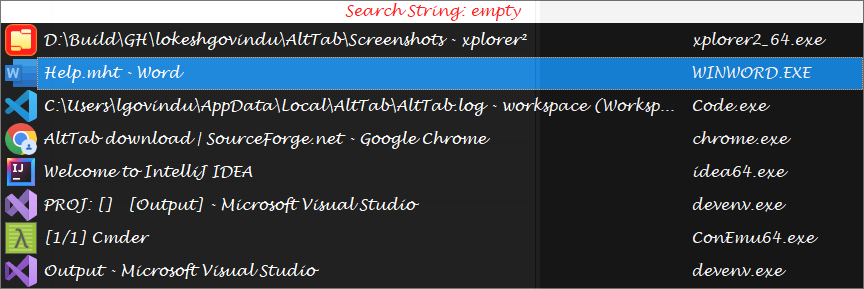 Search String: empty
D:\Build\GH\lokeshgovindu\AltTab\Screenshots - xplorer² xplorer2_64.exe
Help.mht - Word WINWORD.EXE
C:\Users\lgovindu\AppData\Local\AltTab\AltTab.log - workspace (Worksp... Code.exe
AltTab download | SourceForge.net - Google Chrome chrome.exe
Welcome to IntelliJ IDEA idea64.exe
PROJ: [] [Output] - Microsoft Visual Studio devenv.exe
[1/1] Cmder ConEmu64.exe
Output - Microsoft Visual Studio devenv.exe